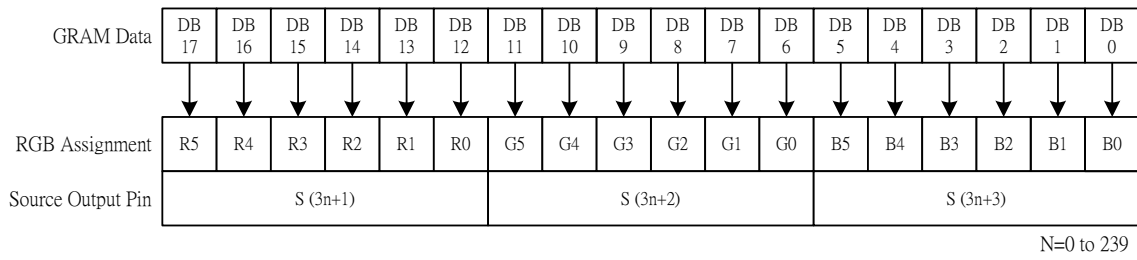 GRAM Data DB 17 DB 16 DB 15 DB 14 DB 13 DB 12 DB 11 DB 10 DB 9 DB 8 DB 7 DB 6 DB 5 DB 4 DB 3 DB 2 DB 1 DB 0
RGB Assignment R5 R4 R3 R2 R1 R0 G5 G4 G3 G2 G1 G0 B5 B4 B3 B2 B1 B0
Source Output Pin S (3n+1) S (3n+2) S (3n+3)
N=0 to 239